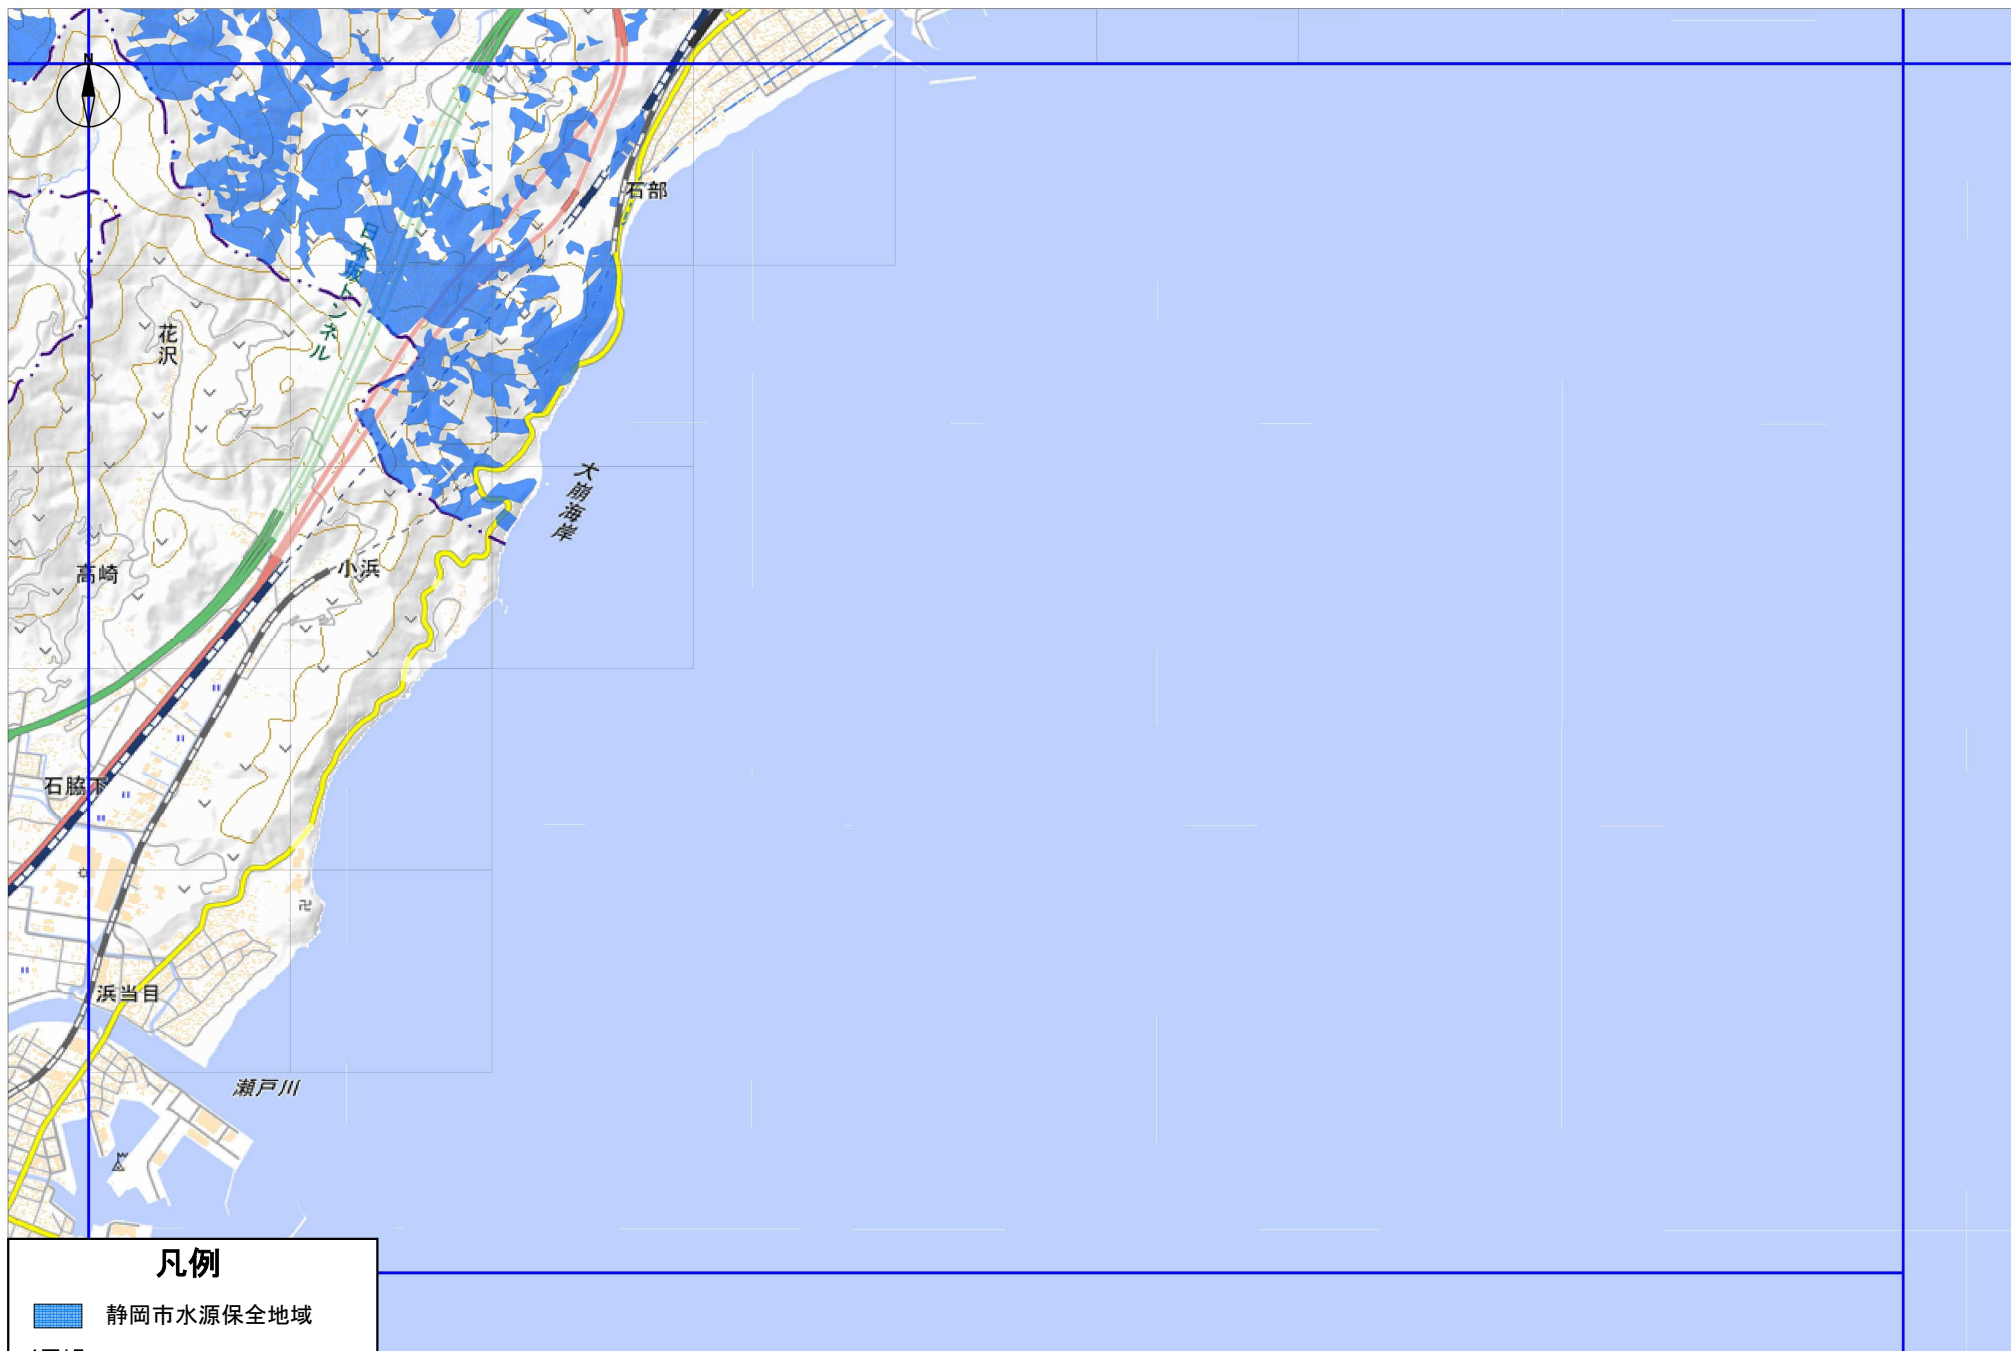 N
石部
日本坂トンネル
花沢
大崩海岸
小浜
高崎
石脇下
浜当目
瀬戸川
凡例
静岡市水源保全地域